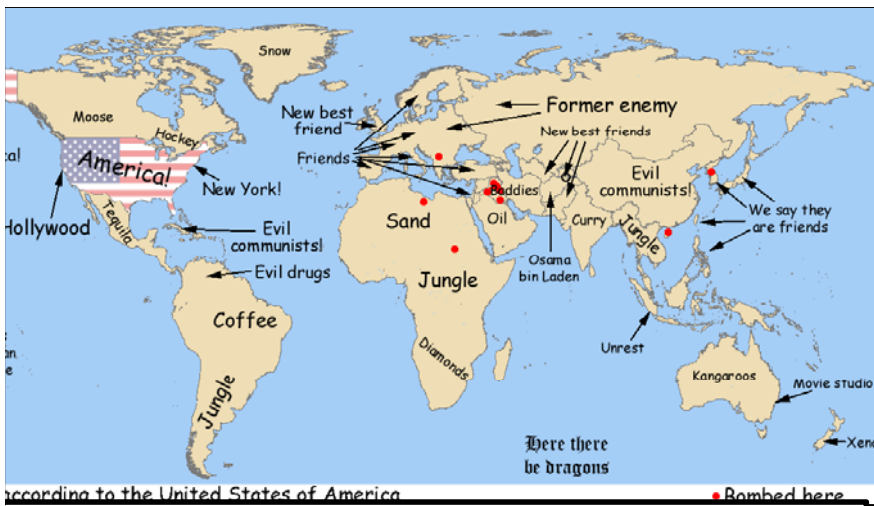 Snow
Moose
Hockey
New best
friend
Former enemy
New best friends
Friends
America!
New York!
Hollywood
Tequila
Evil
communists!
Evil drugs
Coffee
Jungle
Sand
Jungle
Diamonds
Baddies
Oil
Osama
bin Laden
Curry
Evil
communists!
Jungle
We say they
are friends
Unrest
Kangaroos
Movie studio
Xena
Here there
be dragons
according to the United States of America
Bombed here